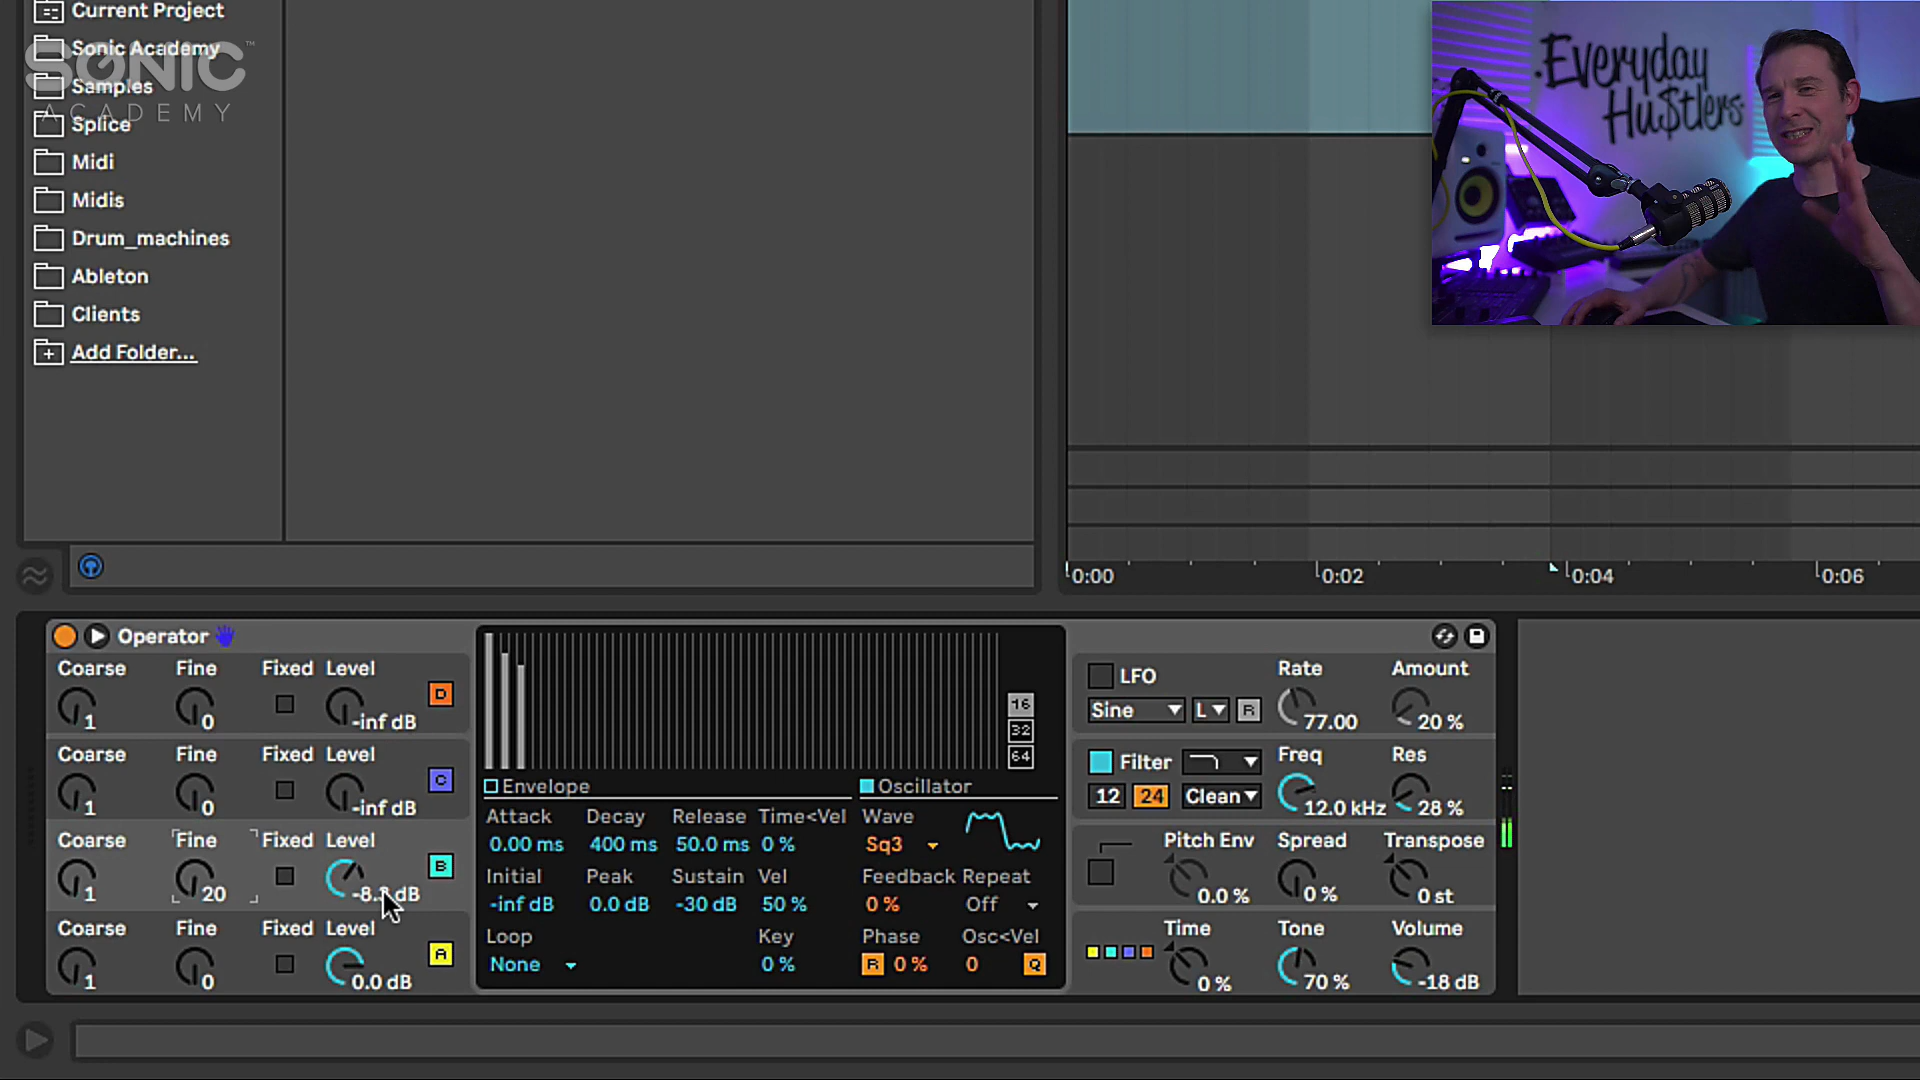 Current Project
Sonic Academy
SONIC
ACADEMY
Samples
Splice
Midi
Midis
Drum_machines
Ableton
Clients
Add Folder...
Everyday
Hu$tlers
0:00 0:02 0:04 0:06
Operator
Coarse Fine Fixed Level
1 0 -inf dB D
Coarse Fine Fixed Level
1 0 -inf dB C
Coarse Fine Fixed Level
1 20 dB B
Coarse Fine Fixed Level
1 0 0.0 dB A
16
32
64
Envelope
Attack Decay Release Time<Vel
0.00 ms 400 ms 50.0 ms 0 %
Initial Peak Sustain Vel
-inf dB 0.0 dB -30 dB 50 %
Loop Key
None 0 %
Oscillator
Wave
Sq3
Feedback Repeat
0 % Off
Phase Osc<Vel
R 0 % 0 Q
LFO Rate Amount
Sine L R 77.00 20 %
Filter Freq Res
12 24 Clean 12.0 kHz 28 %
Pitch Env Spread Transpose
0.0 % 0 % 0 st
Time Tone Volume
0 % 70 % -18 dB